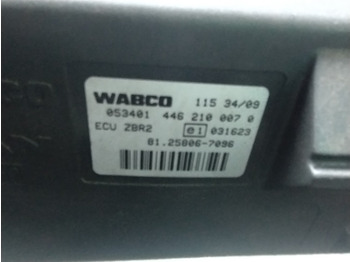 WABCO 115 34/09
053401 446 210 007 0
ECU ZBR2 e1 031623
81.25806-7096